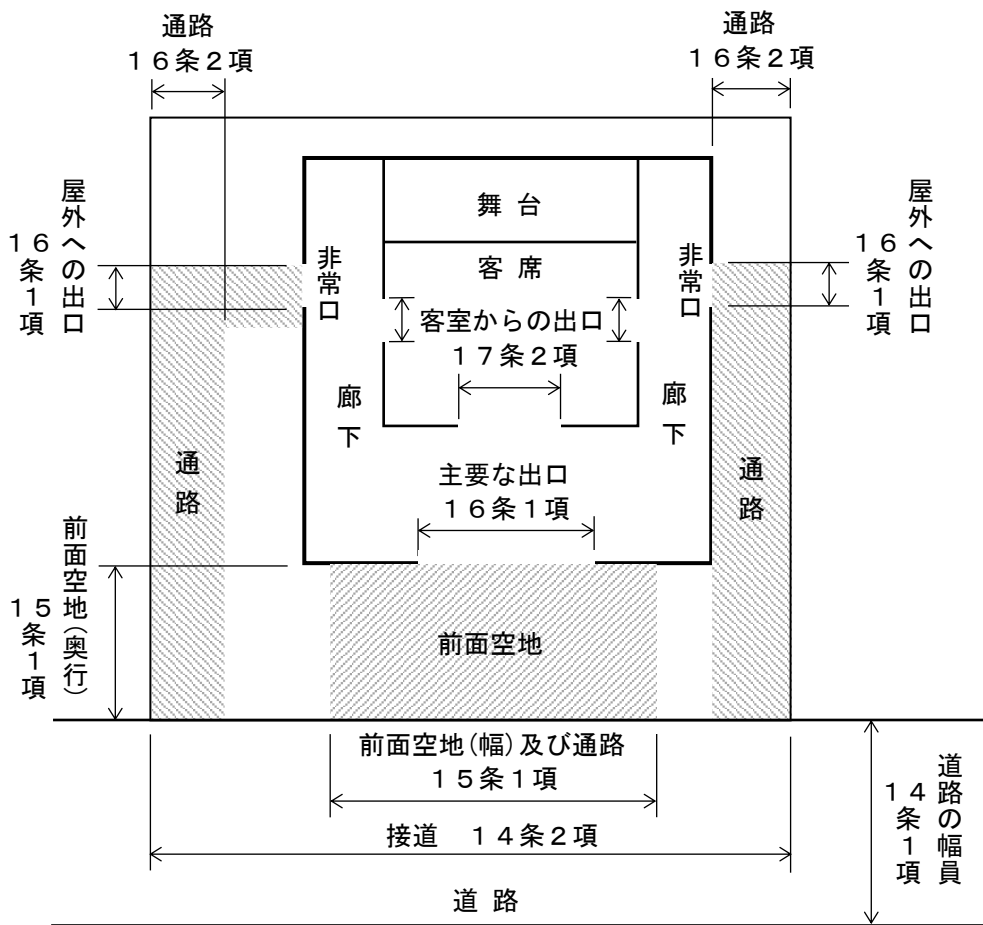 通路
１６条２項
通路
１６条２項
屋外への出口
１６条１項
非常口
舞 台
客 席
客室からの出口
１７条２項
非常口
屋外への出口
１６条１項
廊下
廊下
通路
主要な出口
１６条１項
通路
前面空地(奥行)
１５条１項
前面空地
前面空地(幅)及び通路
１５条１項
接道　１４条２項
道路の幅員
１４条１項
道 路